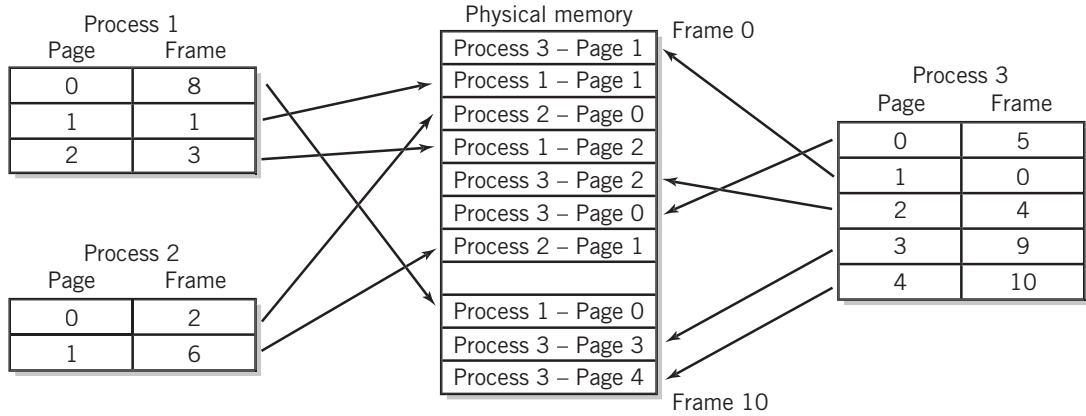 Process 1
Page Frame
0 8
1 1
2 3
Process 2
Page Frame
0 2
1 6
Physical memory
Frame 0
Process 3 – Page 1
Process 1 – Page 1
Process 2 – Page 0
Process 1 – Page 2
Process 3 – Page 2
Process 3 – Page 0
Process 2 – Page 1
Process 1 – Page 0
Process 3 – Page 3
Process 3 – Page 4
Frame 10
Process 3
Page Frame
0 5
1 0
2 4
3 9
4 10